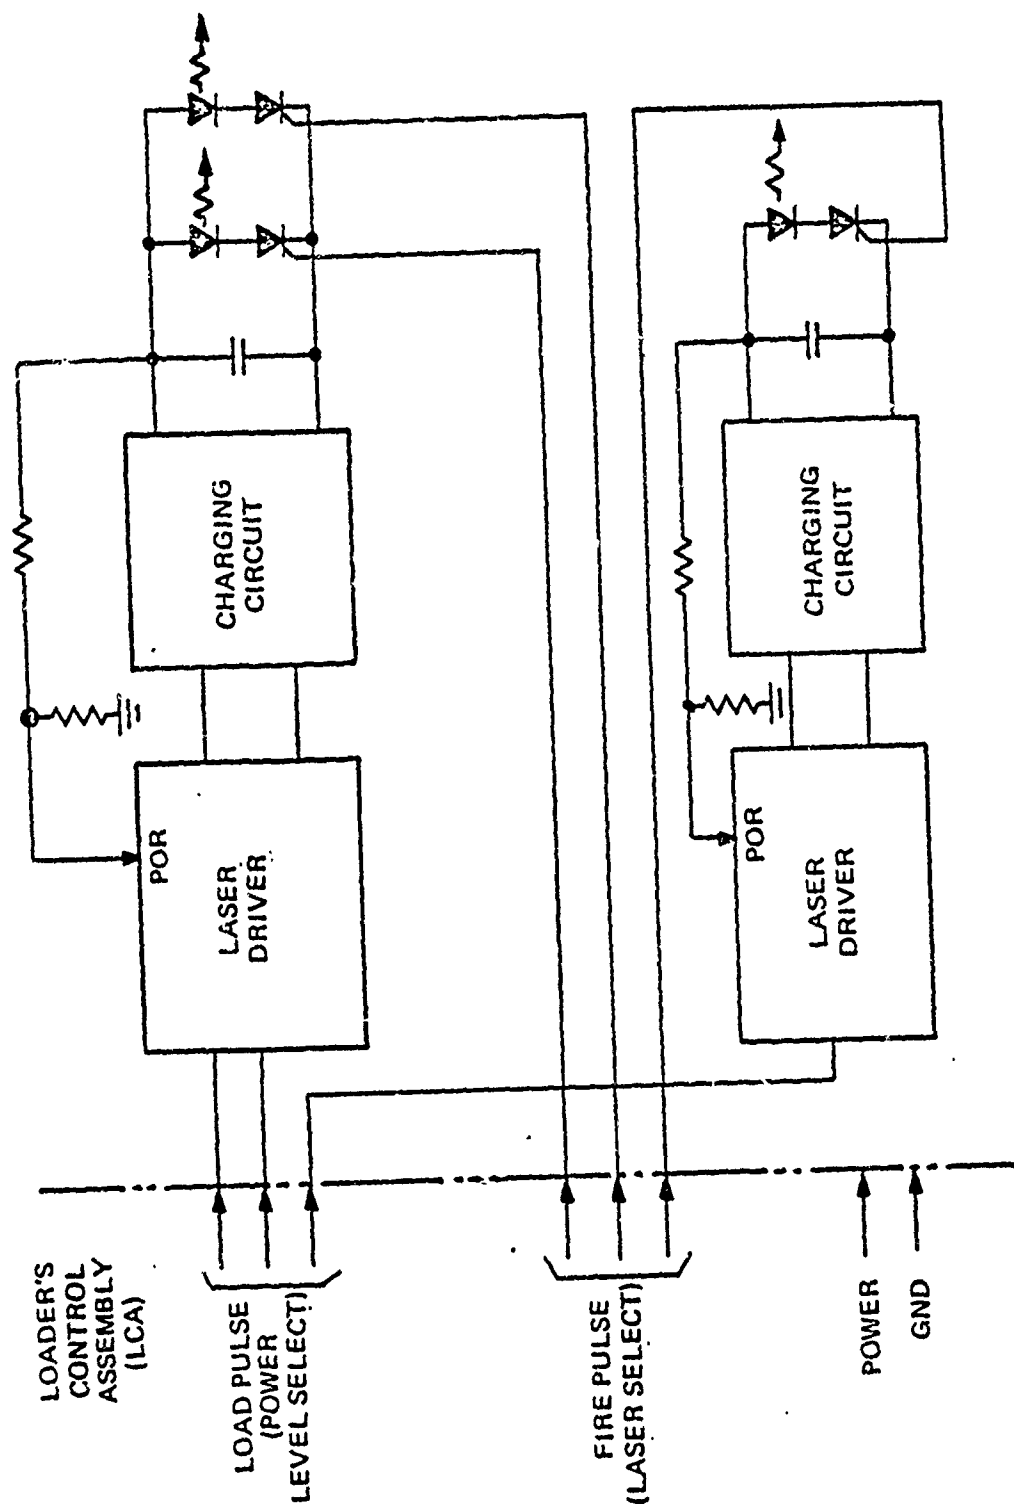 LOADER'S
CONTROL
ASSEMBLY
(LCA)
LOAD PULSE
(POWER
LEVEL SELECT)
FIRE PULSE
(LASER SELECT)
POWER
GND
POR
LASER
DRIVER
CHARGING
CIRCUIT
POR
LASER
DRIVER
CHARGING
CIRCUIT